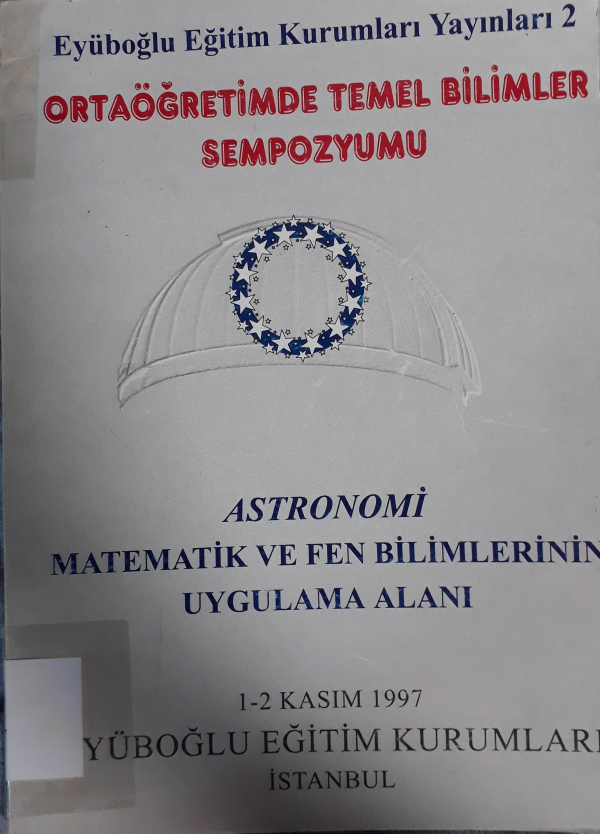 Eyüboğlu Eğitim Kurumları Yayınları 2
ORTAÖĞRETİMDE TEMEL BİLİMLER
SEMPOZYUMU
ASTRONOMİ
MATEMATİK VE FEN BİLİMLERİNİN
UYGULAMA ALANI
1-2 KASIM 1997
YÜBOĞLU EĞİTİM KURUMLARI
İSTANBUL